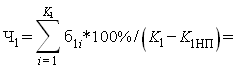 Ч₁ = ∑_{i=1}^{K₁} б₁ᵢ*100%/(K₁ − K₁НП) =